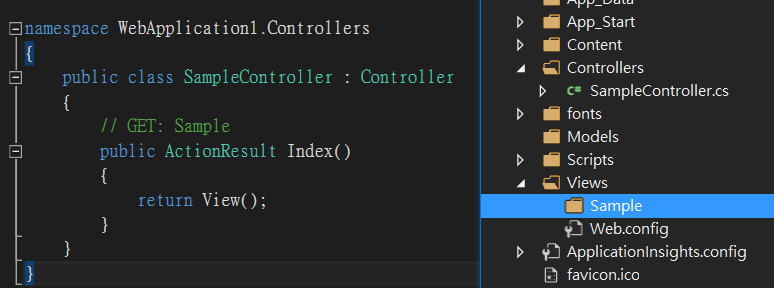 namespace WebApplication1.Controllers
{
public class SampleController : Controller
{
// GET: Sample
public ActionResult Index()
{
return View();
}
}
}
App_Data
App_Start
Content
Controllers
C# SampleController.cs
fonts
Models
Scripts
Views
Sample
Web.config
ApplicationInsights.config
favicon.ico